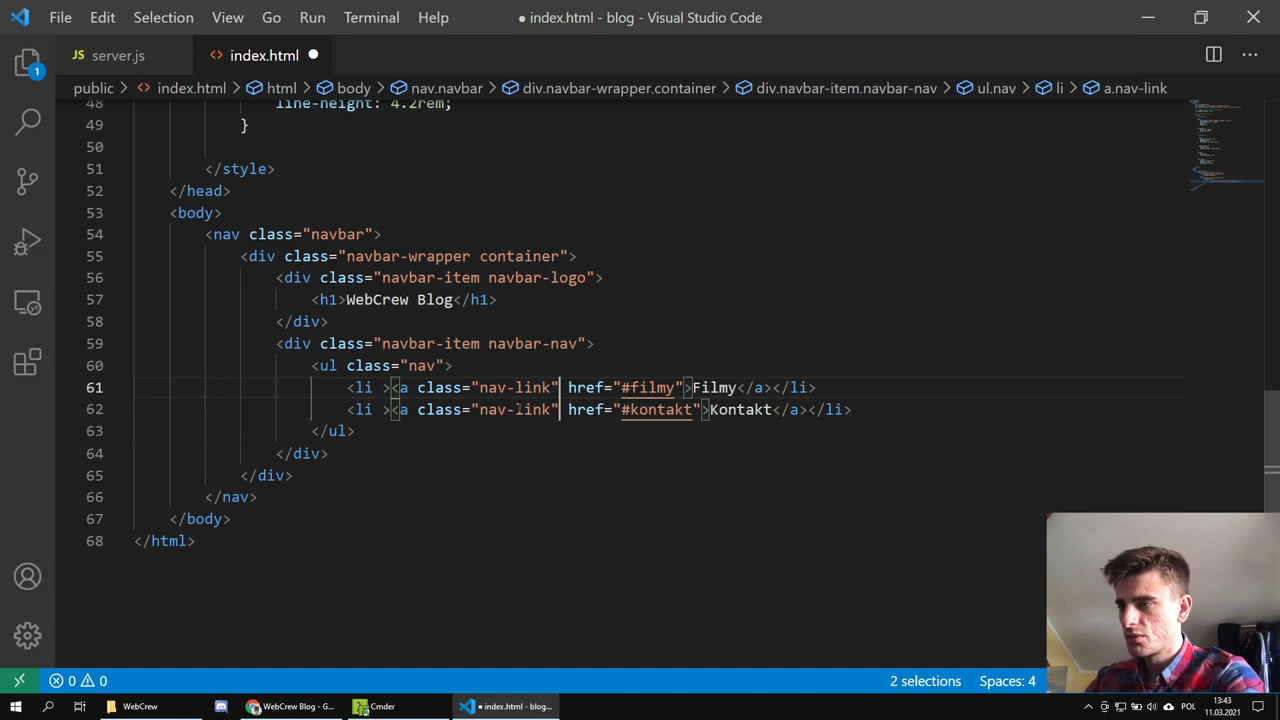 File Edit Selection View Go Run Terminal Help
● index.html - blog - Visual Studio Code
JS server.js
<> index.html ●
public > index.html > html > body > nav.navbar > div.navbar-wrapper.container > div.navbar-item.navbar-nav > ul.nav > li > a.nav-link
1
48 line-height: 4.2rem;
49 }
50
51 </style>
52 </head>
53 <body>
54 <nav class="navbar">
55 <div class="navbar-wrapper container">
56 <div class="navbar-item navbar-logo">
57 <h1>WebCrew Blog</h1>
58 </div>
59 <div class="navbar-item navbar-nav">
60 <ul class="nav">
61 <li ><a class="nav-link" href="#filmy">Filmy</a></li>
62 <li ><a class="nav-link" href="#kontakt">Kontakt</a></li>
63 </ul>
64 </div>
65 </div>
66 </nav>
67 </body>
68 </html>
0 0 2 selections Spaces: 4
WebCrew WebCrew Blog - G... Cmder ● index.html - blog... POL 13:43
11.03.2021